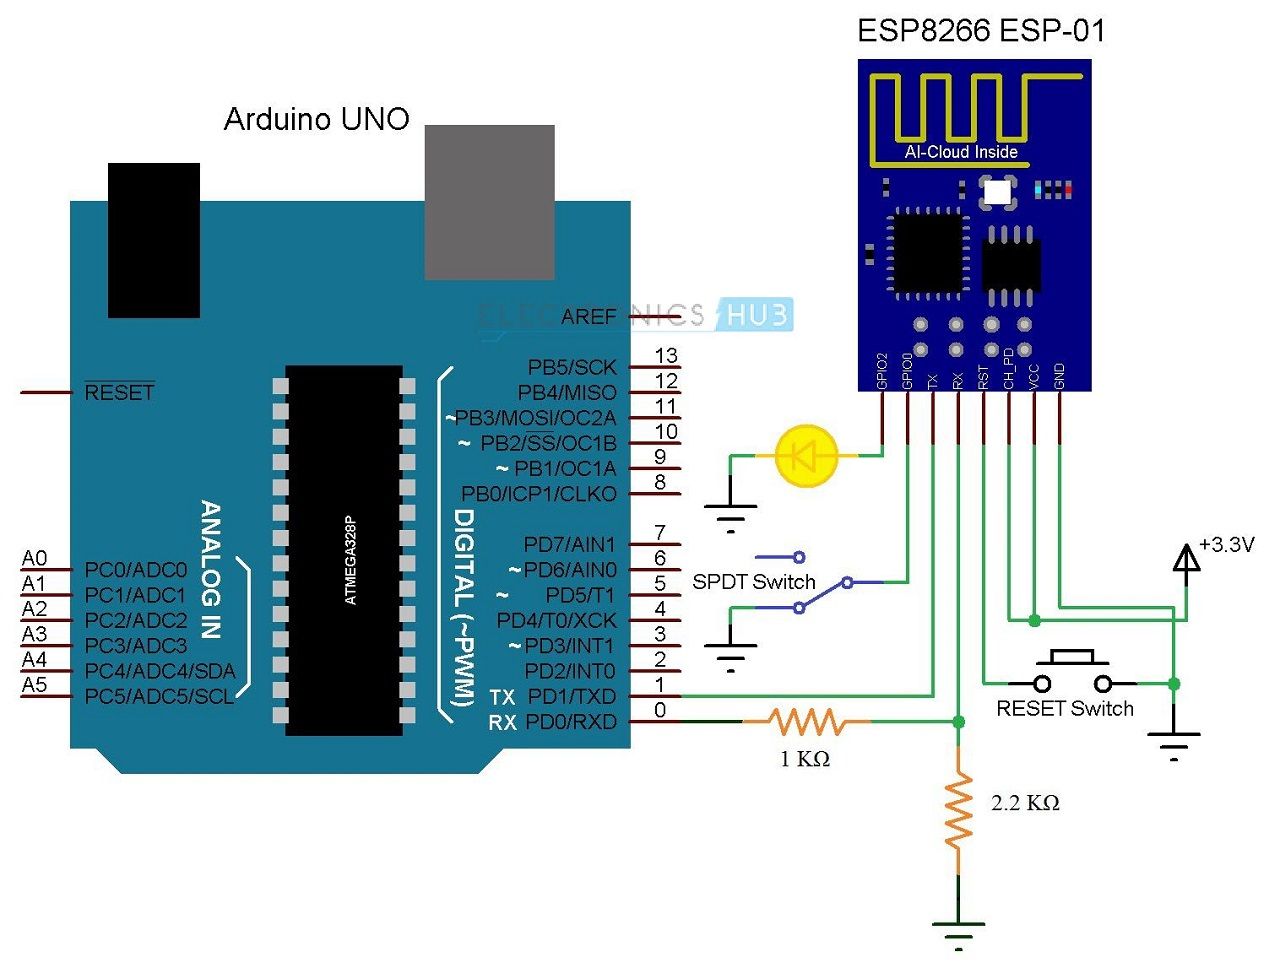 ESP8266 ESP-01
Arduino UNO
AI-Cloud Inside
ELECTRONICS HU3
AREF
RESET
PB5/SCK 13
PB4/MISO 12
~PB3/MOSI/OC2A 11
~ PB2/SS/OC1B 10
~ PB1/OC1A 9
PB0/ICP1/CLKO 8
GPIO2
GPIO0
TX
RX
RST
CH_PD
VCC
GND
ANALOG IN
ATMEGA328P
DIGITAL (~PWM)
PD7/AIN1 7
~PD6/AIN0 6
~ PD5/T1 5
PD4/T0/XCK 4
~PD3/INT1 3
PD2/INT0 2
TX PD1/TXD 1
RX PD0/RXD 0
A0 PC0/ADC0
A1 PC1/ADC1
A2 PC2/ADC2
A3 PC3/ADC3
A4 PC4/ADC4/SDA
A5 PC5/ADC5/SCL
SPDT Switch
+3.3V
RESET Switch
1 KΩ
2.2 KΩ